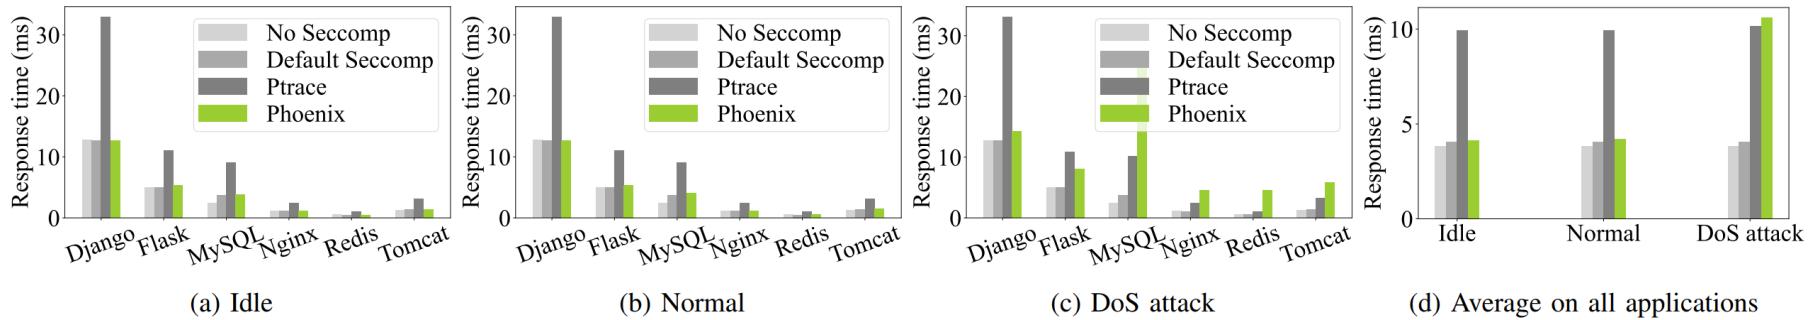 Response time (ms)
30
20
10
0
No Seccomp
Default Seccomp
Ptrace
Phoenix
Django
Flask
MySQL
Nginx
Redis
Tomcat
(a) Idle
Response time (ms)
30
20
10
0
No Seccomp
Default Seccomp
Ptrace
Phoenix
Django
Flask
MySQL
Nginx
Redis
Tomcat
(b) Normal
Response time (ms)
30
20
10
0
No Seccomp
Default Seccomp
Ptrace
Phoenix
Django
Flask
MySQL
Nginx
Redis
Tomcat
(c) DoS attack
Response time (ms)
10
5
0
Idle
Normal
DoS attack
(d) Average on all applications